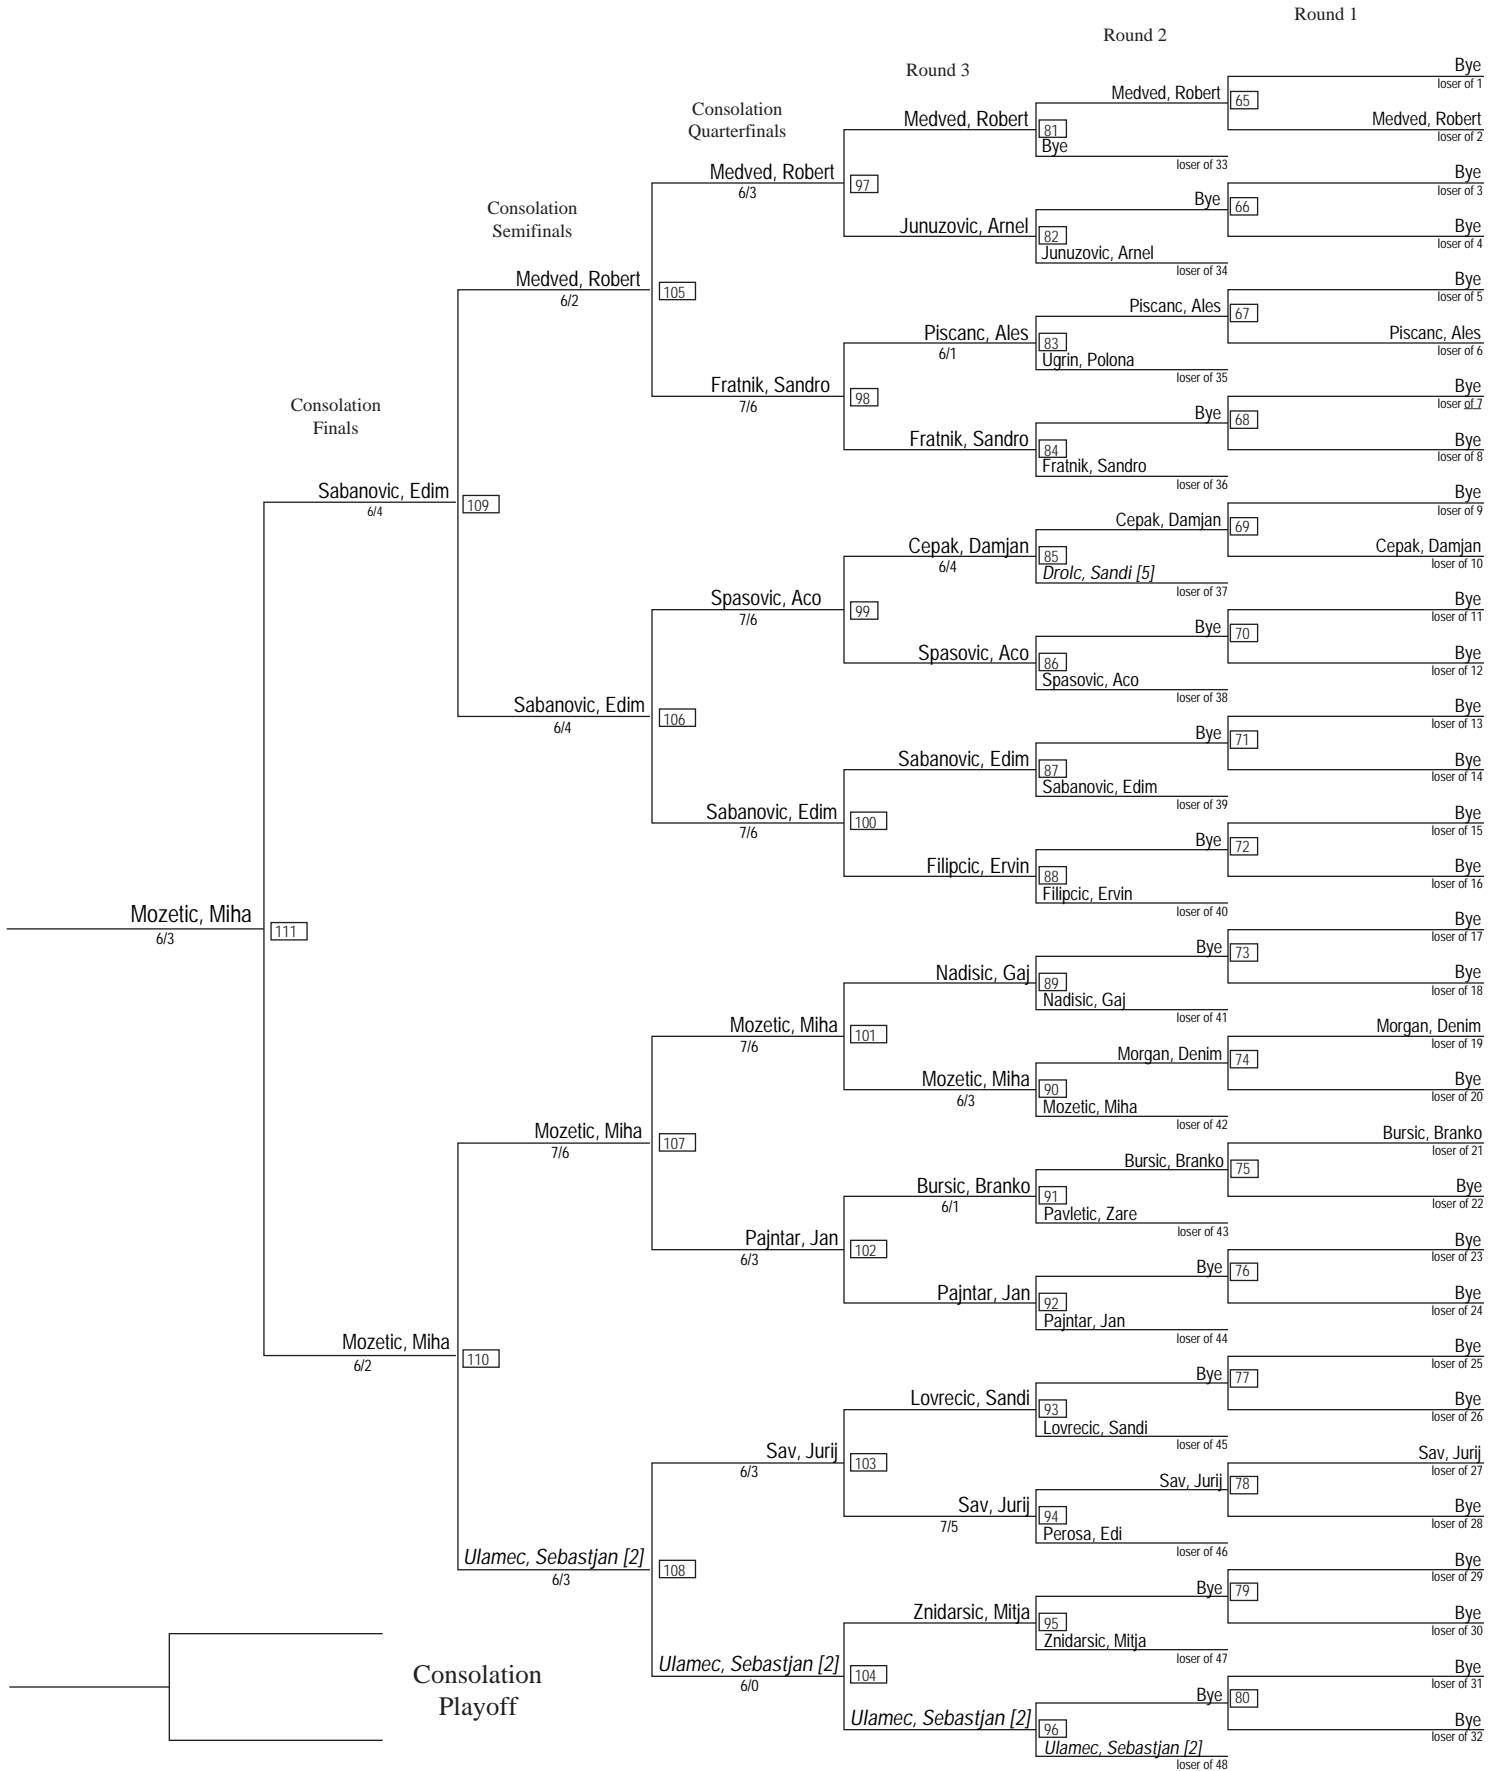 Round 1
Round 2
Round 3
Consolation
Quarterfinals
Consolation
Semifinals
Consolation
Finals
Bye
loser of 1
Medved, Robert
65
Medved, Robert
loser of 2
Medved, Robert
81
Bye
loser of 33
Bye
loser of 3
Medved, Robert
6/3
97
Bye
66
Bye
loser of 4
Junuzovic, Arnel
82
Junuzovic, Arnel
loser of 34
Medved, Robert
6/2
105
Bye
loser of 5
Piscanc, Ales
67
Piscanc, Ales
loser of 6
Piscanc, Ales
6/1
83
Ugrin, Polona
loser of 35
Fratnik, Sandro
7/6
98
Bye
loser of 7
Bye
68
Bye
loser of 8
Fratnik, Sandro
84
Fratnik, Sandro
loser of 36
Sabanovic, Edim
6/4
109
Bye
loser of 9
Cepak, Damjan
69
Cepak, Damjan
loser of 10
Cepak, Damjan
6/4
85
Drolc, Sandi [5]
loser of 37
Spasovic, Aco
7/6
99
Bye
loser of 11
Bye
70
Bye
loser of 12
Spasovic, Aco
86
Spasovic, Aco
loser of 38
Sabanovic, Edim
6/4
106
Bye
loser of 13
Bye
71
Bye
loser of 14
Sabanovic, Edim
87
Sabanovic, Edim
loser of 39
Sabanovic, Edim
7/6
100
Bye
loser of 15
Bye
72
Bye
loser of 16
Filipcic, Ervin
88
Filipcic, Ervin
loser of 40
Mozetic, Miha
6/3
111
Bye
loser of 17
Bye
73
Bye
loser of 18
Nadisic, Gaj
89
Nadisic, Gaj
loser of 41
Mozetic, Miha
7/6
101
Morgan, Denim
loser of 19
Morgan, Denim
74
Bye
loser of 20
Mozetic, Miha
6/3
90
Mozetic, Miha
loser of 42
Mozetic, Miha
7/6
107
Bursic, Branko
loser of 21
Bursic, Branko
75
Bye
loser of 22
Bursic, Branko
6/1
91
Pavletic, Zare
loser of 43
Pajntar, Jan
6/3
102
Bye
loser of 23
Bye
76
Bye
loser of 24
Pajntar, Jan
92
Pajntar, Jan
loser of 44
Mozetic, Miha
6/2
110
Bye
loser of 25
Bye
77
Bye
loser of 26
Lovrecic, Sandi
93
Lovrecic, Sandi
loser of 45
Sav, Jurij
6/3
103
Sav, Jurij
loser of 27
Sav, Jurij
78
Bye
loser of 28
Sav, Jurij
7/5
94
Perosa, Edi
loser of 46
Ulamec, Sebastjan [2]
6/3
108
Bye
loser of 29
Bye
79
Bye
loser of 30
Znidarsic, Mitja
95
Znidarsic, Mitja
loser of 47
Ulamec, Sebastjan [2]
6/0
104
Bye
loser of 31
Bye
80
Bye
loser of 32
Ulamec, Sebastjan [2]
96
Ulamec, Sebastjan [2]
loser of 48
Consolation
Playoff